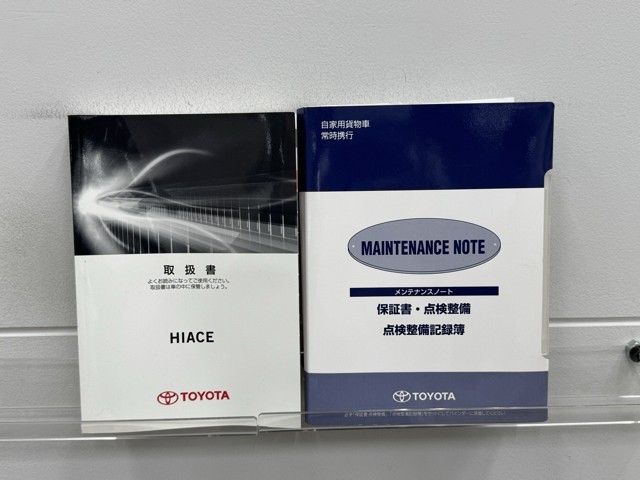 取扱書
よくお読みになってご使用ください。
取扱書は車の中に保管しましょう。
HIACE
TOYOTA
自家用貨物車
常時携行
MAINTENANCE NOTE
メンテナンスノート
保証書・点検整備
点検整備記録簿
TOYOTA